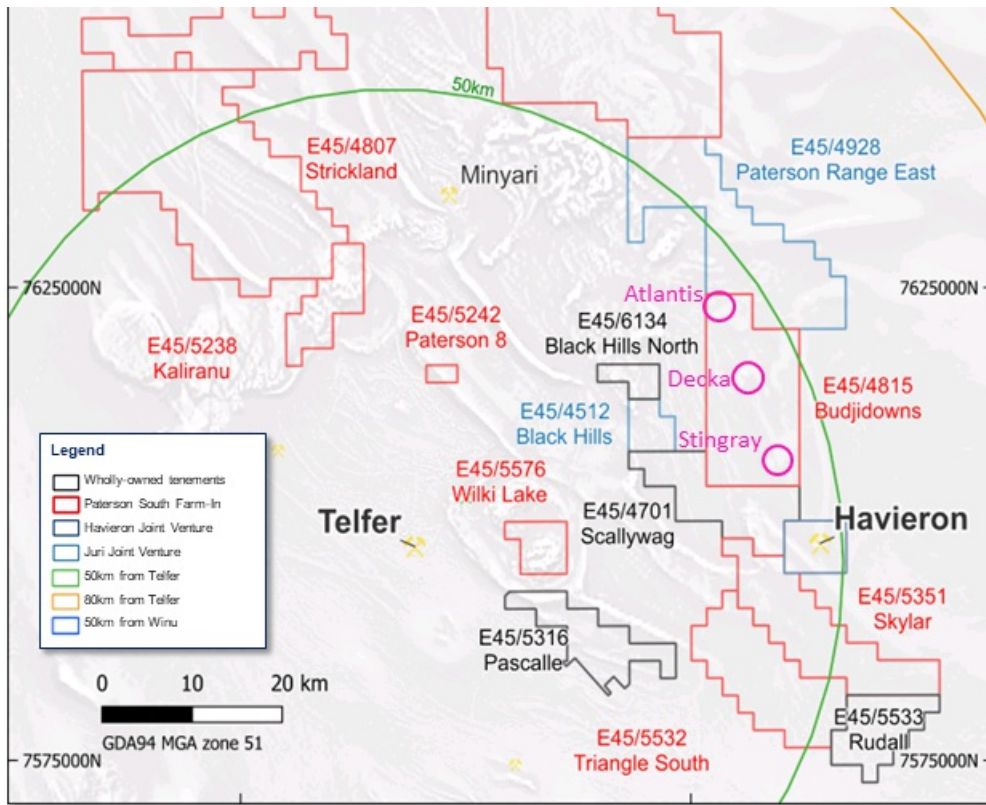 50km
E45/4807
Strickland
Minyari
E45/4928
Paterson Range East
7625000N
7625000N
Atlantis
E45/6134
Black Hills North
E45/5242
Paterson 8
E45/5238
Kaliranu
Decka
E45/4815
Budjidowns
E45/4512
Black Hills
Stingray
Legend
Wholly-owned tenements
Paterson South Farm-In
Havieron Joint Venture
Juri Joint Venture
50km from Telfer
80km from Telfer
50km from Winu
E45/5576
Wilki Lake
Telfer
E45/4701
Scallywag
Havieron
E45/5351
Skylar
E45/5316
Pascalle
0 10 20 km
GDA94 MGA zone 51
E45/5532
Triangle South
E45/5533
Rudall
7575000N
7575000N